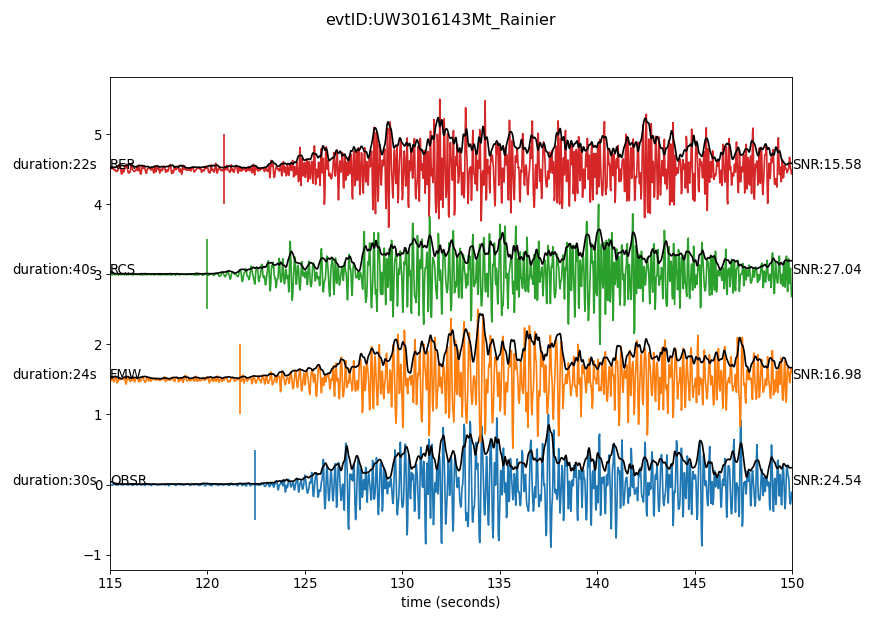 evtID:UW3016143Mt_Rainier
5
duration:22s RER SNR:15.58
4
duration:40s 3 RCS SNR:27.04
2
duration:24s FMW SNR:16.98
1
duration:30s 0 OBSR SNR:24.54
−1
115 120 125 130 135 140 145 150
time (seconds)